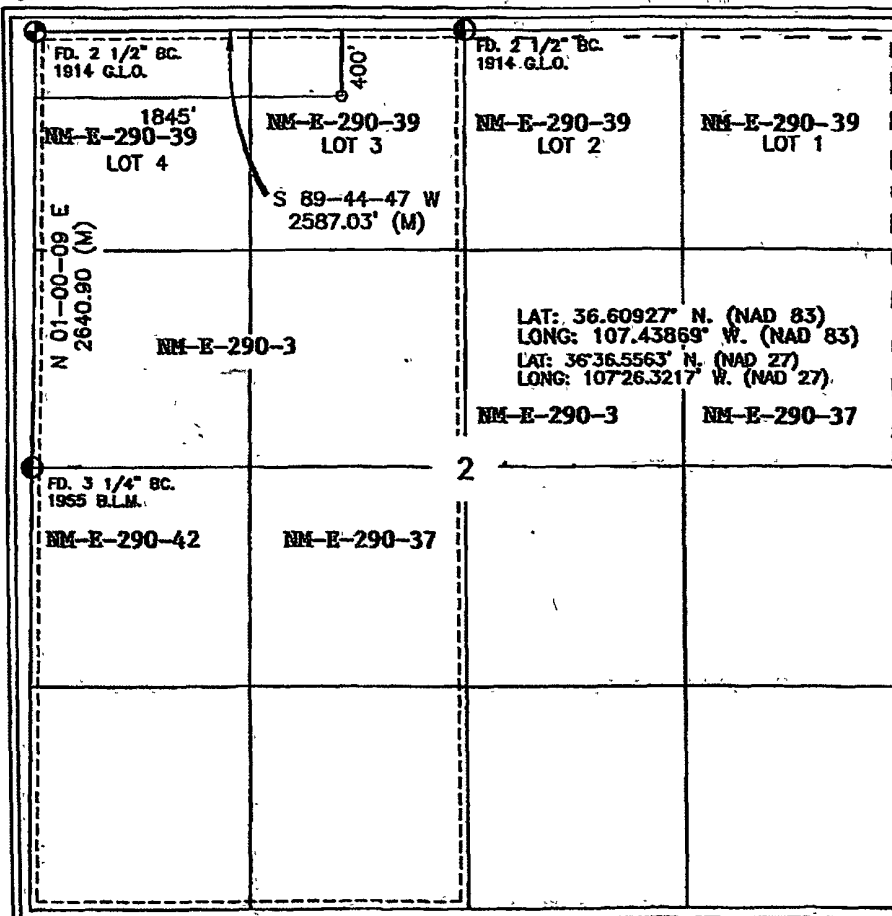 FD. 2 1/2" BC.
1914 G.L.O.
400'
FD. 2 1/2" BC.
1914 G.L.O.
1845'
NM-E-290-39
LOT 4
NM-E-290-39
LOT 3
NM-E-290-39
LOT 2
NM-E-290-39
LOT 1
S 89-44-47 W
2587.03' (M)
N 01-00-09 E
2640.90 (M)
NM-E-290-3
LAT: 36.60927° N. (NAD 83)
LONG: 107.43869° W. (NAD 83)
LAT: 36°36.5563' N. (NAD 27)
LONG: 107°26.3217' W. (NAD 27)
NM-E-290-3
NM-E-290-37
2
FD. 3 1/4" BC.
1955 B.L.M.
NM-E-290-42
NM-E-290-37